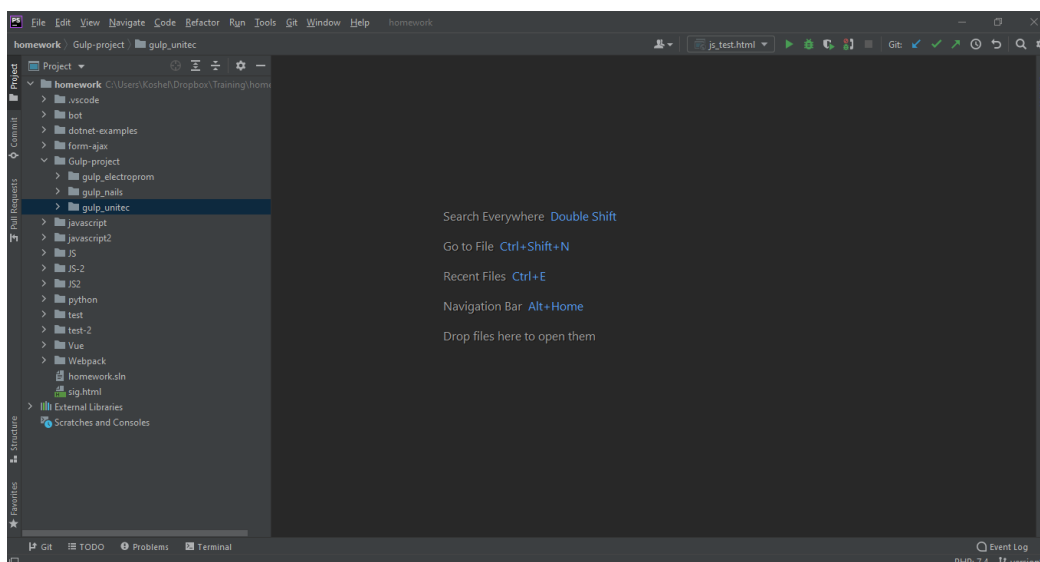 PS File Edit View Navigate Code Refactor Run Tools Git Window Help homework
homework Gulp-project gulp_unitec js_test.html Git:
Project
Project
homework C:\Users\Koshel\Dropbox\Training\hom
.vscode
bot
dotnet-examples
form-ajax
Commit
Gulp-project
gulp_electroprom
gulp_nails
gulp_unitec
Pull Requests
javascript
javascript2
JS
JS-2
JS2
python
test
test-2
Vue
Webpack
homework.sln
sig.html
External Libraries
Scratches and Consoles
Search Everywhere Double Shift
Go to File Ctrl+Shift+N
Recent Files Ctrl+E
Navigation Bar Alt+Home
Drop files here to open them
Structure
Favorites
Git TODO Problems Terminal Event Log
PHP: 7.4